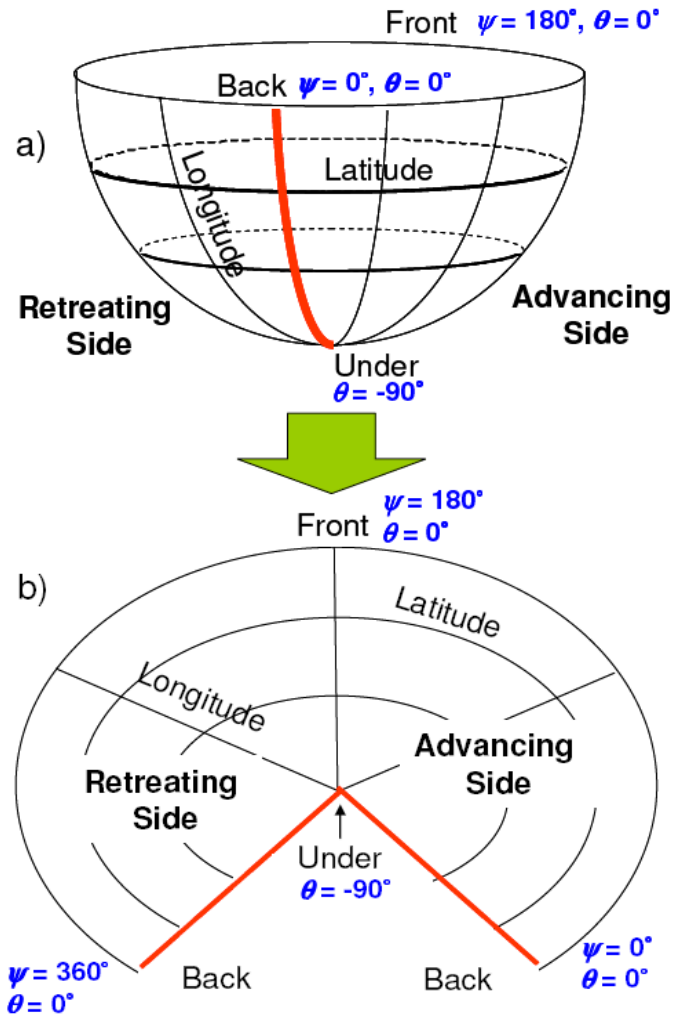 Front ψ = 180°, θ = 0°
Back ψ = 0°, θ = 0°
a)
Latitude
Longitude
Retreating
Side
Advancing
Side
Under
θ = -90°
ψ = 180°
Front θ = 0°
b)
Latitude
Longitude
Advancing
Side
Retreating
Side
Under
θ = -90°
ψ = 360°
θ = 0°
Back
Back
ψ = 0°
θ = 0°